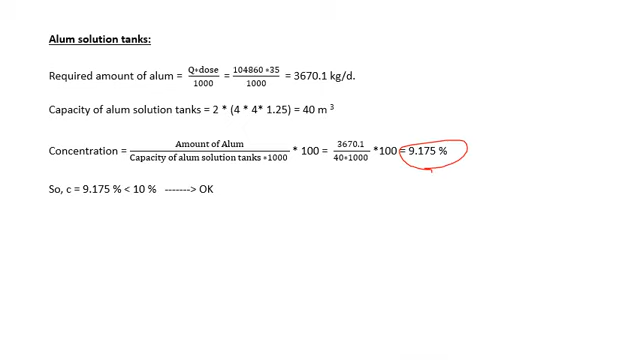 Alum solution tanks:
Required amount of alum = Q*dose/1000 = 104860 *35/1000 = 3670.1 kg/d.
Capacity of alum solution tanks = 2 * (4 * 4* 1.25) = 40 m 3
Concentration = Amount of Alum/Capacity of alum solution tanks *1000 * 100 = 3670.1/40*1000 *100 = 9.175 %
So, c = 9.175 % < 10 % -------> OK